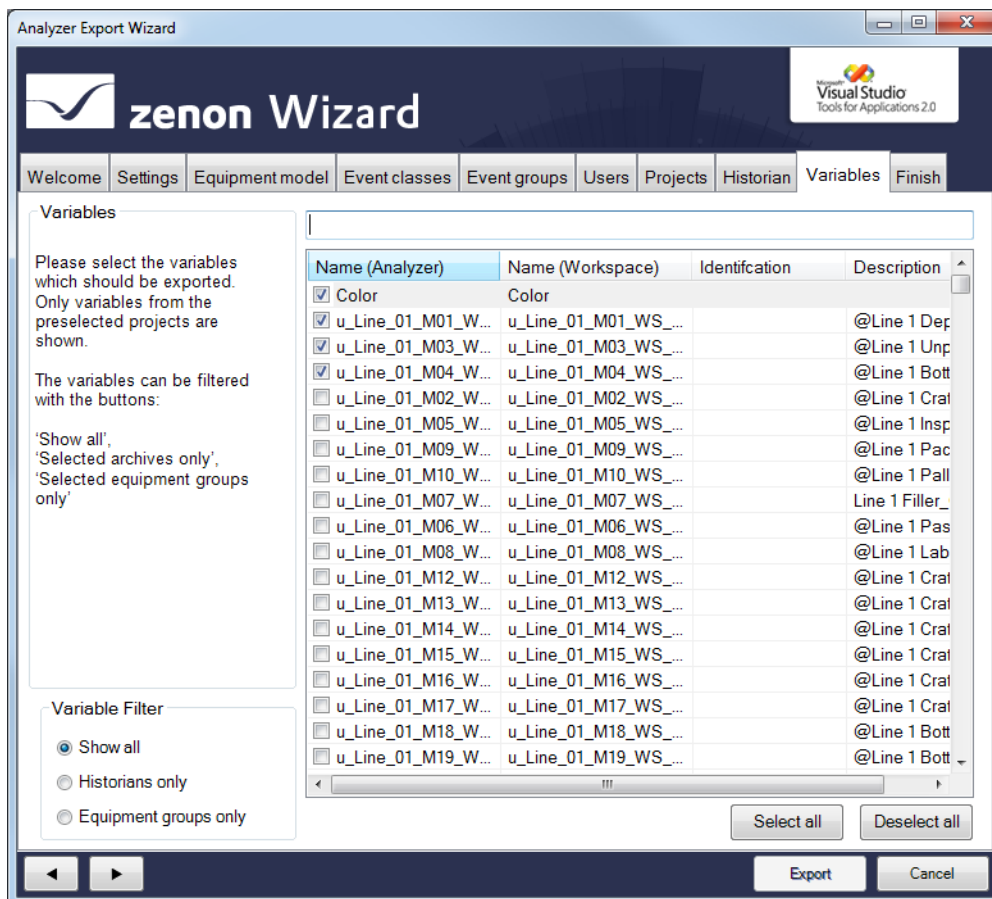 Analyzer Export Wizard
zenon Wizard
Microsoft
Visual Studio
Tools for Applications 2.0
Welcome Settings Equipment model Event classes Event groups Users Projects Historian Variables Finish
Variables
Please select the variables
which should be exported.
Only variables from the
preselected projects are
shown.
The variables can be filtered
with the buttons:
‘Show all’,
‘Selected archives only’,
‘Selected equipment groups
only’
Name (Analyzer) Name (Workspace) Identifcation Description
Color Color
u_Line_01_M01_W... u_Line_01_M01_WS_... @Line 1 Dep
u_Line_01_M03_W... u_Line_01_M03_WS_... @Line 1 Unp
u_Line_01_M04_W... u_Line_01_M04_WS_... @Line 1 Bott
u_Line_01_M02_W... u_Line_01_M02_WS_... @Line 1 Crat
u_Line_01_M05_W... u_Line_01_M05_WS_... @Line 1 Insp
u_Line_01_M09_W... u_Line_01_M09_WS_... @Line 1 Pac
u_Line_01_M10_W... u_Line_01_M10_WS_... @Line 1 Pall
u_Line_01_M07_W... u_Line_01_M07_WS_... Line 1 Filler_
u_Line_01_M06_W... u_Line_01_M06_WS_... @Line 1 Pas
u_Line_01_M08_W... u_Line_01_M08_WS_... @Line 1 Lab
u_Line_01_M12_W... u_Line_01_M12_WS_... @Line 1 Crat
u_Line_01_M13_W... u_Line_01_M13_WS_... @Line 1 Crat
u_Line_01_M14_W... u_Line_01_M14_WS_... @Line 1 Crat
u_Line_01_M15_W... u_Line_01_M15_WS_... @Line 1 Crat
u_Line_01_M16_W... u_Line_01_M16_WS_... @Line 1 Crat
u_Line_01_M17_W... u_Line_01_M17_WS_... @Line 1 Crat
u_Line_01_M18_W... u_Line_01_M18_WS_... @Line 1 Bott
u_Line_01_M19_W... u_Line_01_M19_WS_... @Line 1 Bott
Variable Filter
Show all
Historians only
Equipment groups only
Select all Deselect all
Export Cancel